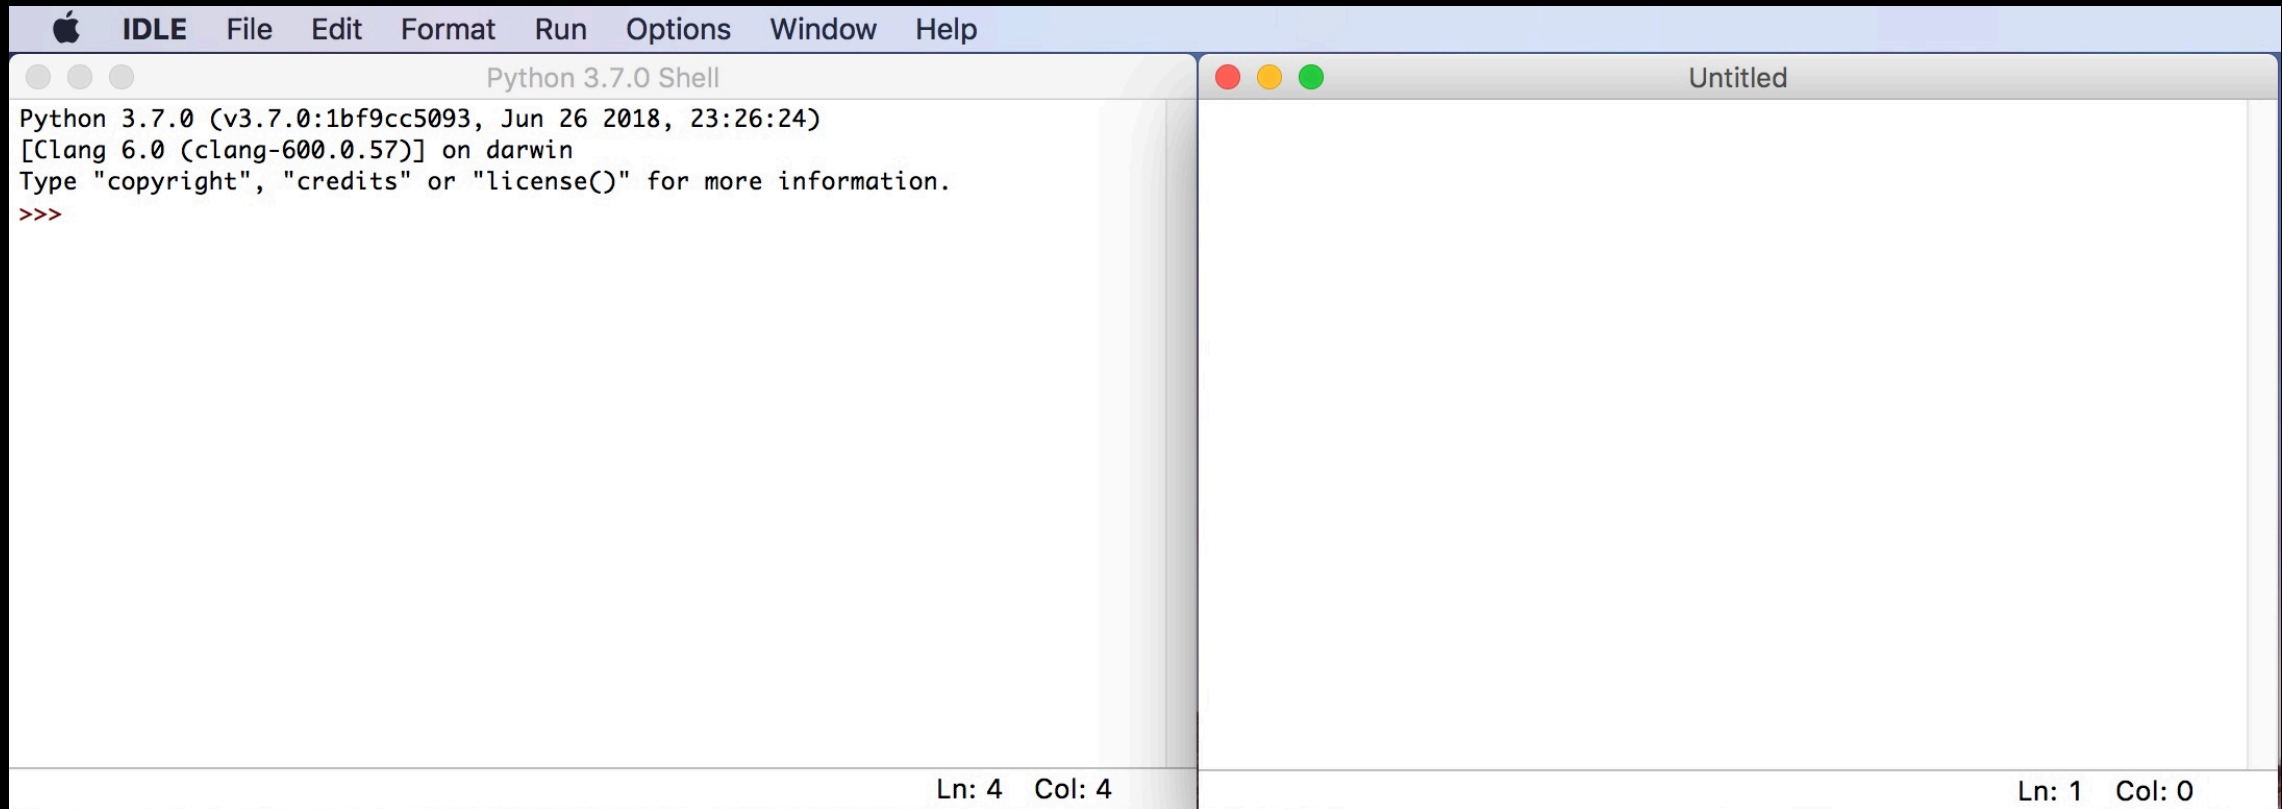 IDLE File Edit Format Run Options Window Help
Python 3.7.0 Shell
Python 3.7.0 (v3.7.0:1bf9cc5093, Jun 26 2018, 23:26:24)
[Clang 6.0 (clang-600.0.57)] on darwin
Type "copyright", "credits" or "license()" for more information.
>>>
Ln: 4 Col: 4
Untitled
Ln: 1 Col: 0